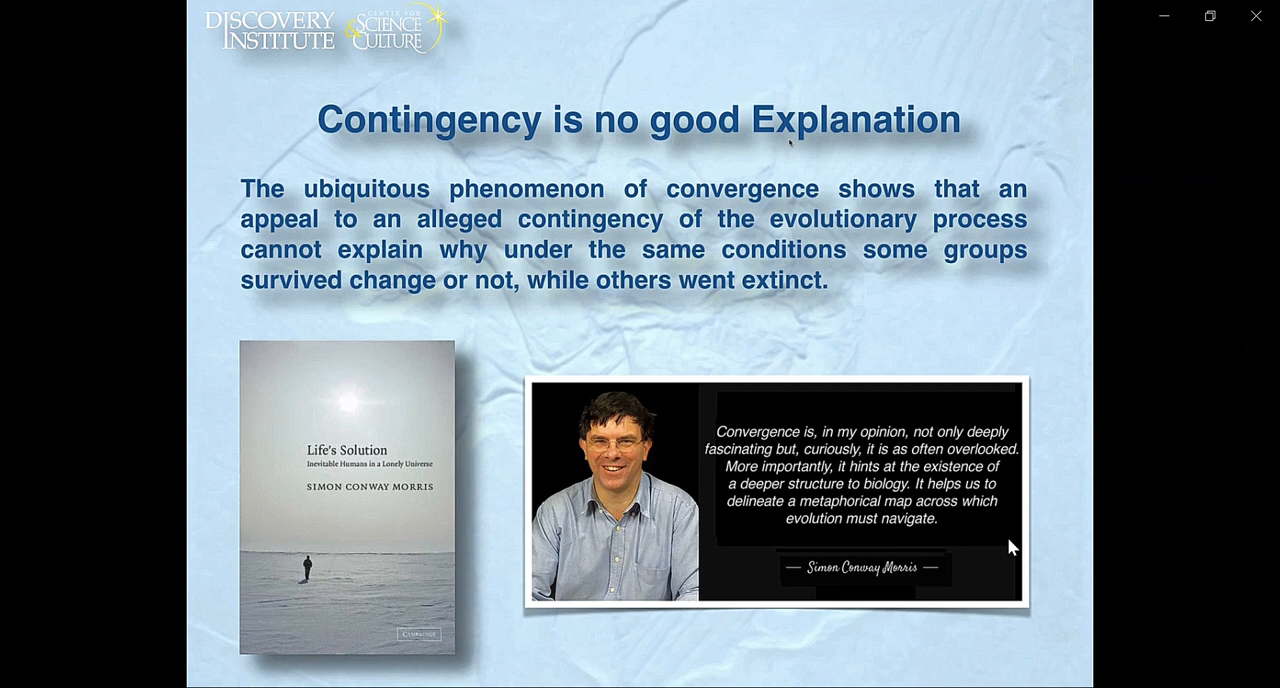 DISCOVERY
INSTITUTE
CENTER FOR
SCIENCE
& CULTURE
Contingency is no good Explanation
The ubiquitous phenomenon of convergence shows that an
appeal to an alleged contingency of the evolutionary process
cannot explain why under the same conditions some groups
survived change or not, while others went extinct.
Life's Solution
Inevitable Humans in a Lonely Universe
SIMON CONWAY MORRIS
CAMBRIDGE
Convergence is, in my opinion, not only deeply
fascinating but, curiously, it is as often overlooked.
More importantly, it hints at the existence of
a deeper structure to biology. It helps us to
delineate a metaphorical map across which
evolution must navigate.
— Simon Conway Morris —